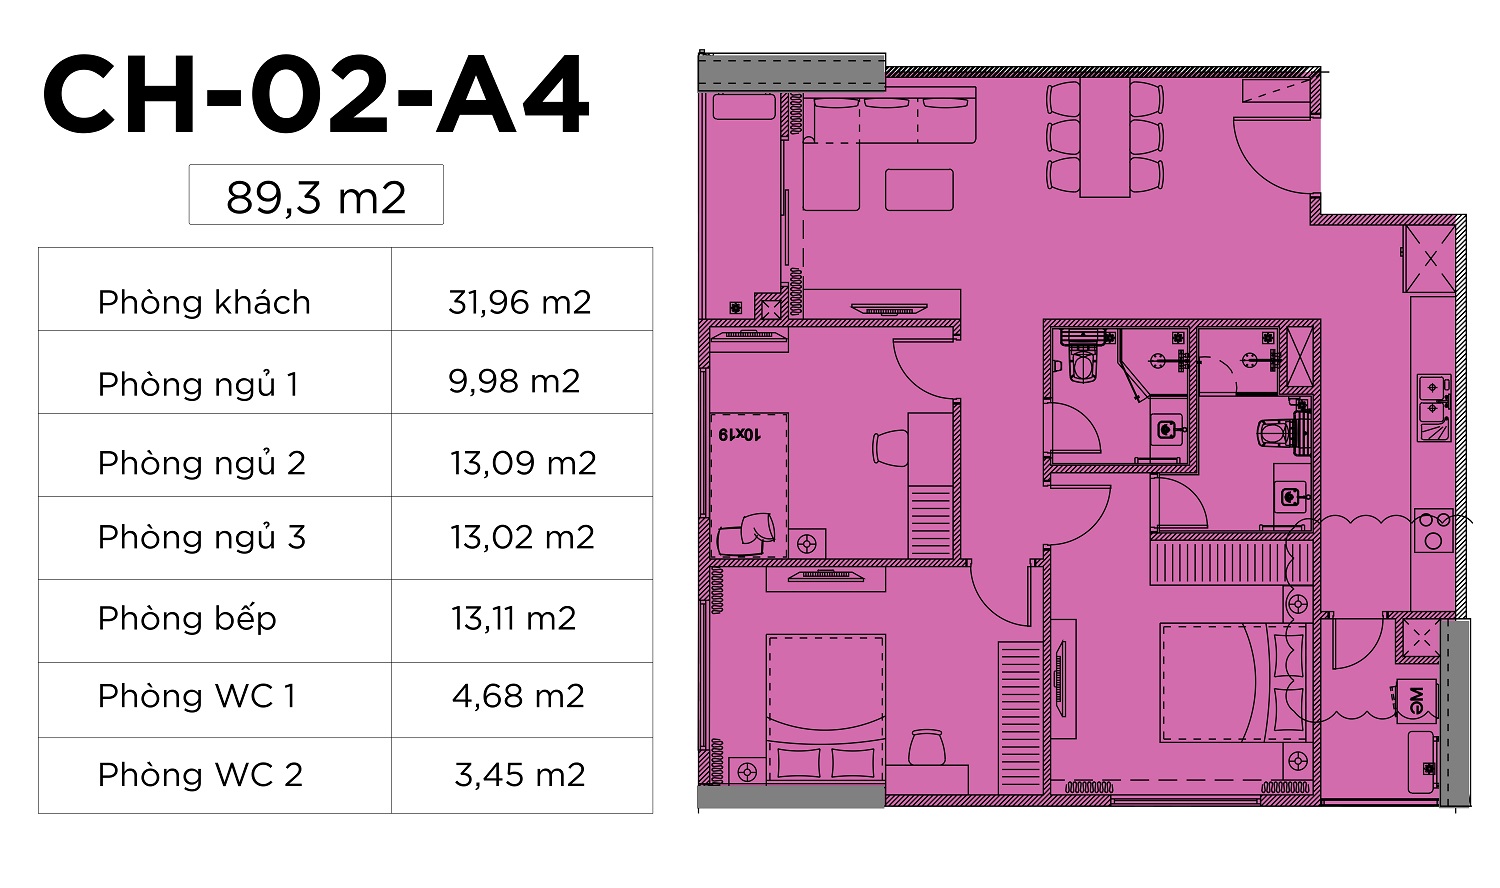 CH-02-A4
89,3 m2
Phòng khách 31,96 m2
Phòng ngủ 1 9,98 m2
Phòng ngủ 2 13,09 m2
Phòng ngủ 3 13,02 m2
Phòng bếp 13,11 m2
Phòng WC 1 4,68 m2
Phòng WC 2 3,45 m2
10x19